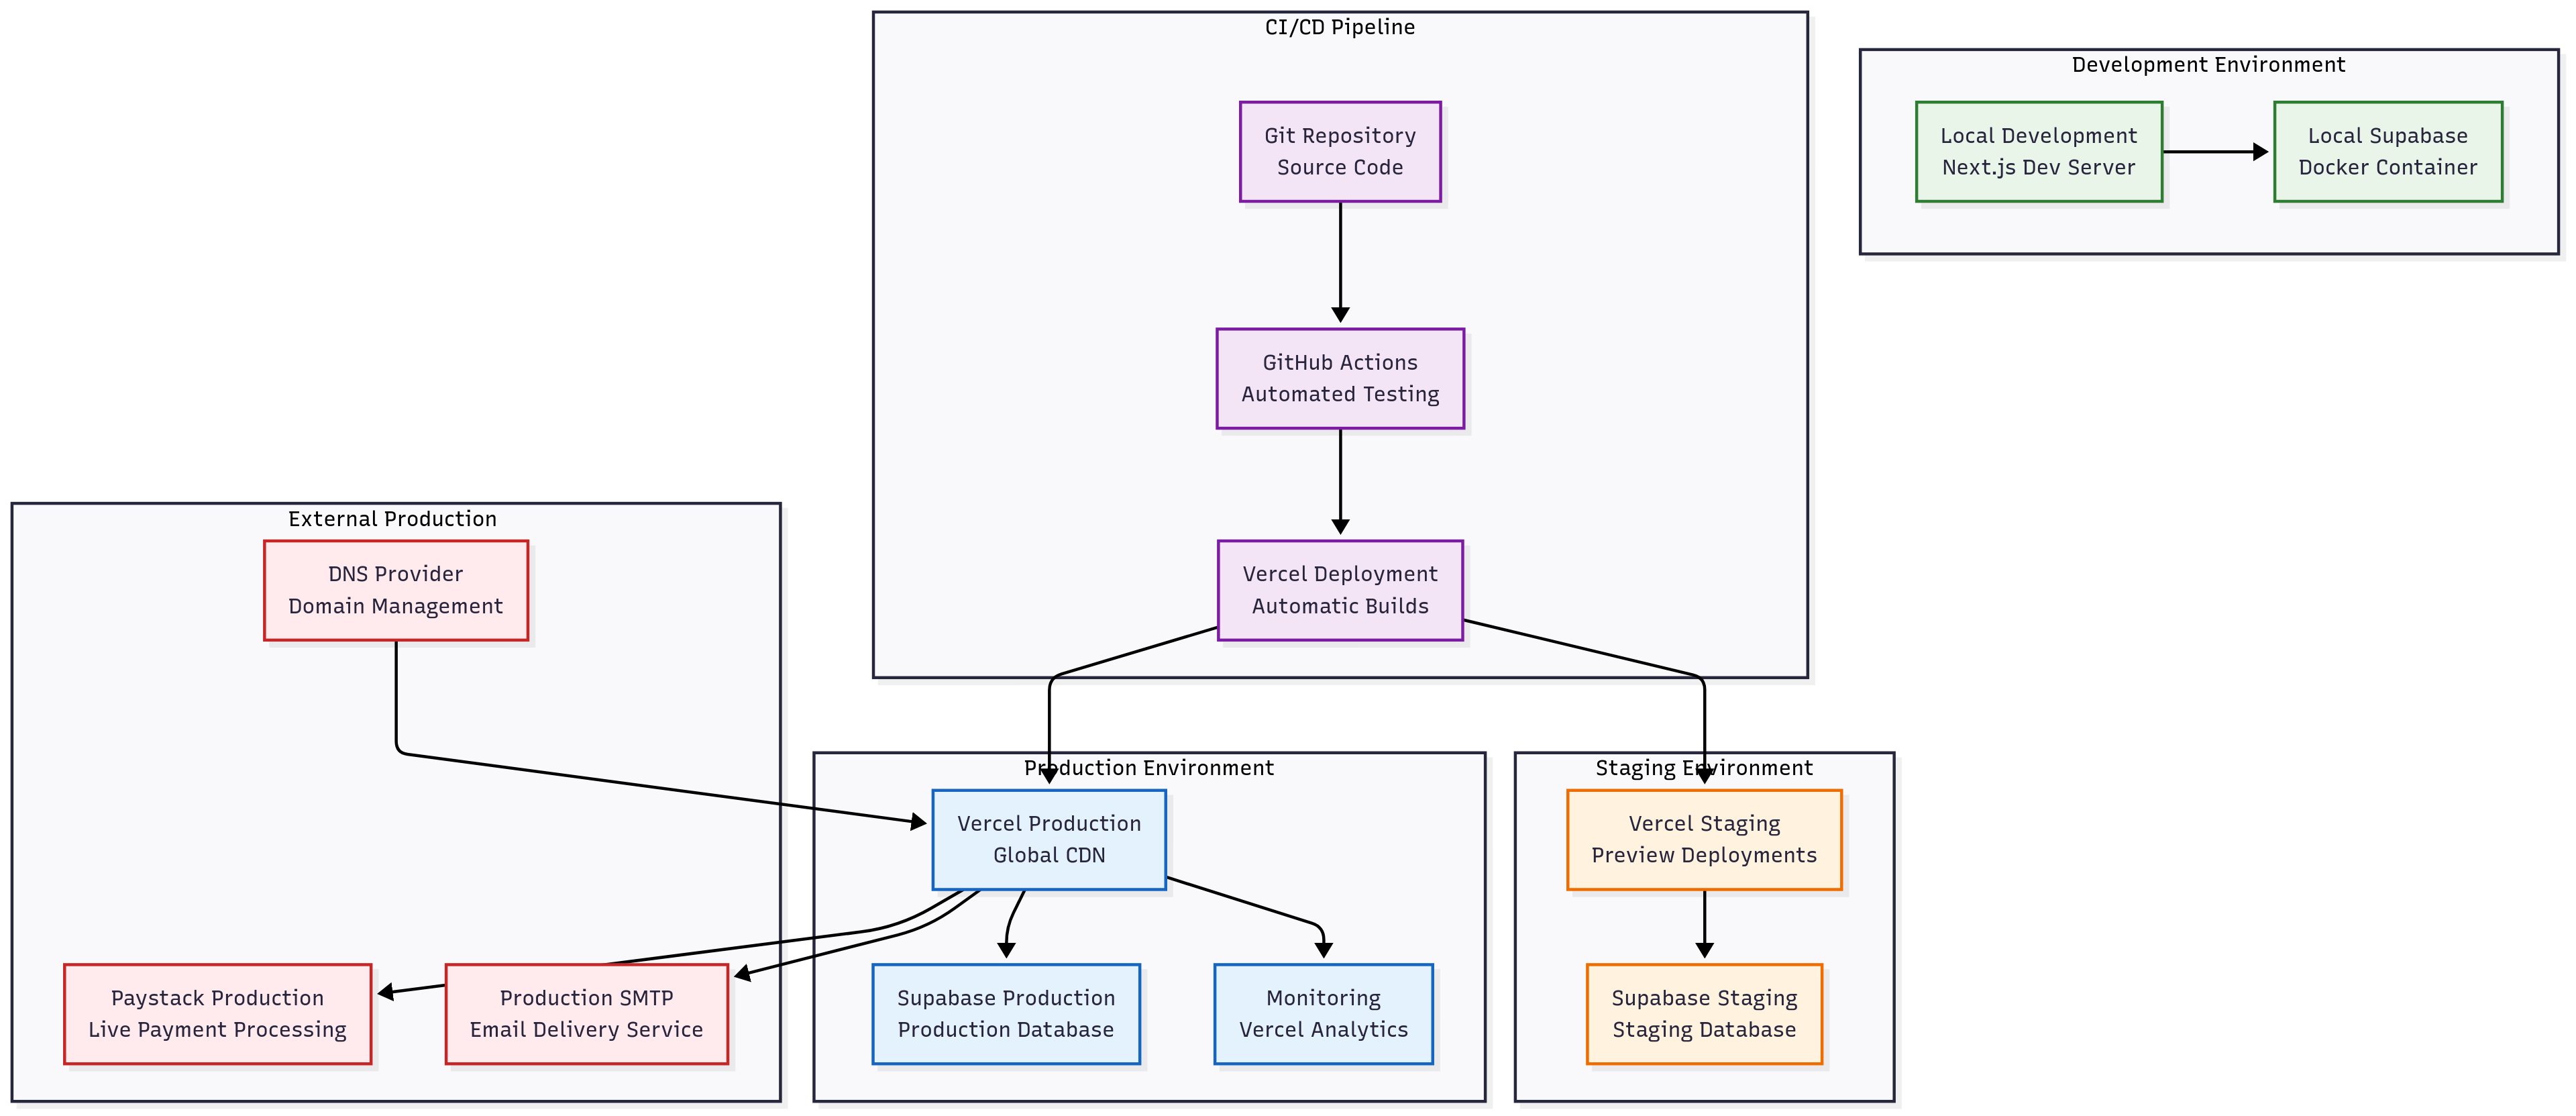 CI/CD Pipeline
Git Repository
Source Code
GitHub Actions
Automated Testing
Vercel Deployment
Automatic Builds
Development Environment
Local Development
Next.js Dev Server
Local Supabase
Docker Container
External Production
DNS Provider
Domain Management
Paystack Production
Live Payment Processing
Production SMTP
Email Delivery Service
Production Environment
Vercel Production
Global CDN
Supabase Production
Production Database
Monitoring
Vercel Analytics
Staging Environment
Vercel Staging
Preview Deployments
Supabase Staging
Staging Database